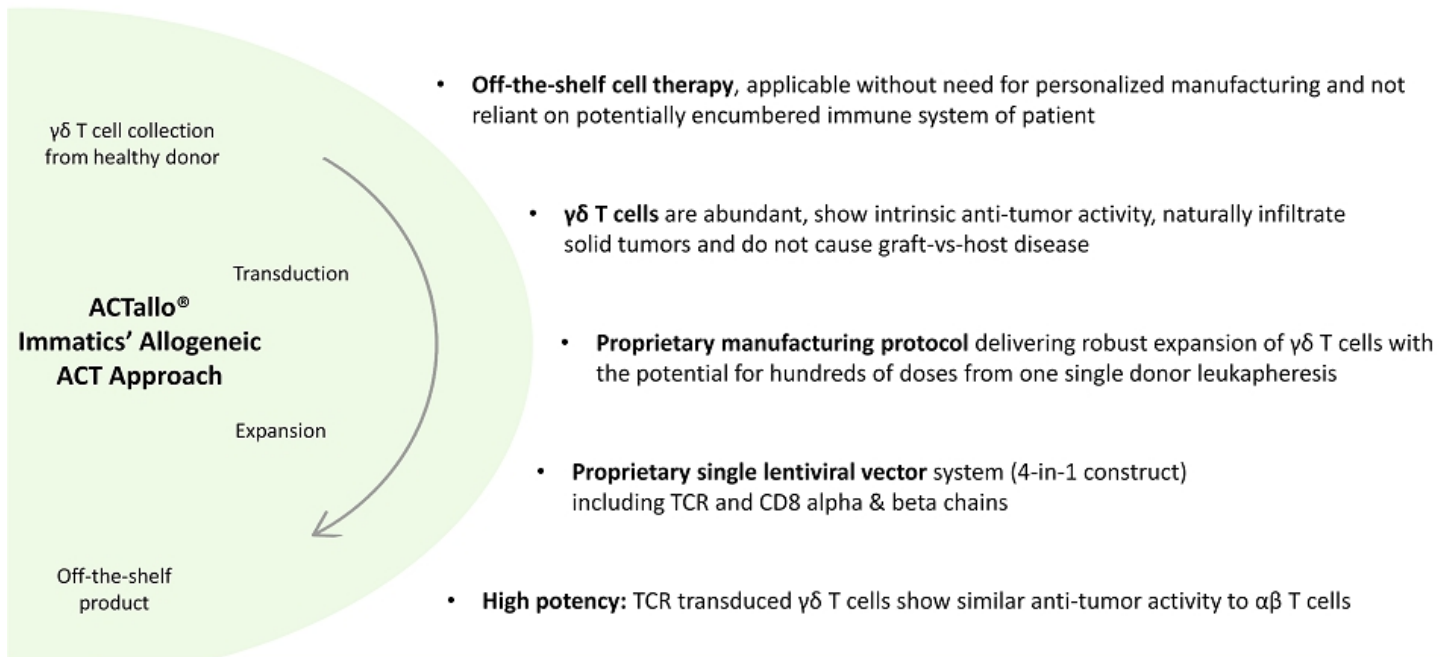 γδ T cell collection
from healthy donor
Transduction
ACTallo®
Immatics’ Allogeneic
ACT Approach
Expansion
Off-the-shelf
product
• Off-the-shelf cell therapy, applicable without need for personalized manufacturing and not
reliant on potentially encumbered immune system of patient
• γδ T cells are abundant, show intrinsic anti-tumor activity, naturally infiltrate
solid tumors and do not cause graft-vs-host disease
• Proprietary manufacturing protocol delivering robust expansion of γδ T cells with
the potential for hundreds of doses from one single donor leukapheresis
• Proprietary single lentiviral vector system (4-in-1 construct)
including TCR and CD8 alpha & beta chains
• High potency: TCR transduced γδ T cells show similar anti-tumor activity to αβ T cells